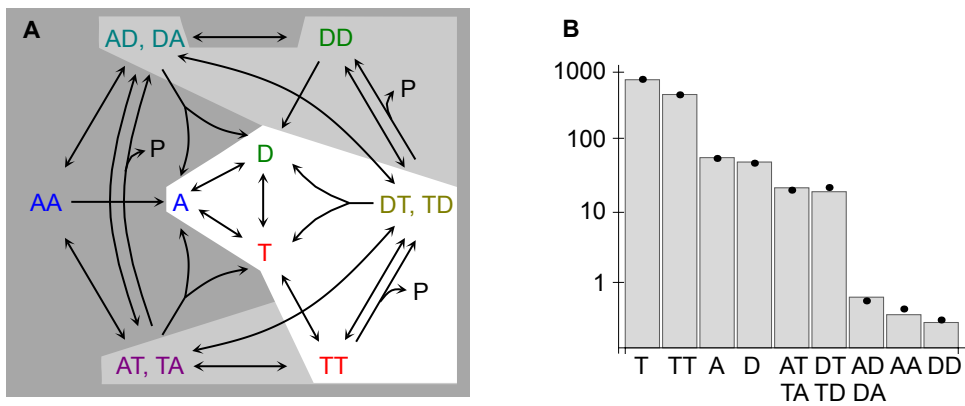 A
AD, DA
DD
P
P
D
AA
A
DT, TD
T
P
AT, TA
TT
B
1000
100
10
1
T TT A D AT DT AD AA DD
TA TD DA